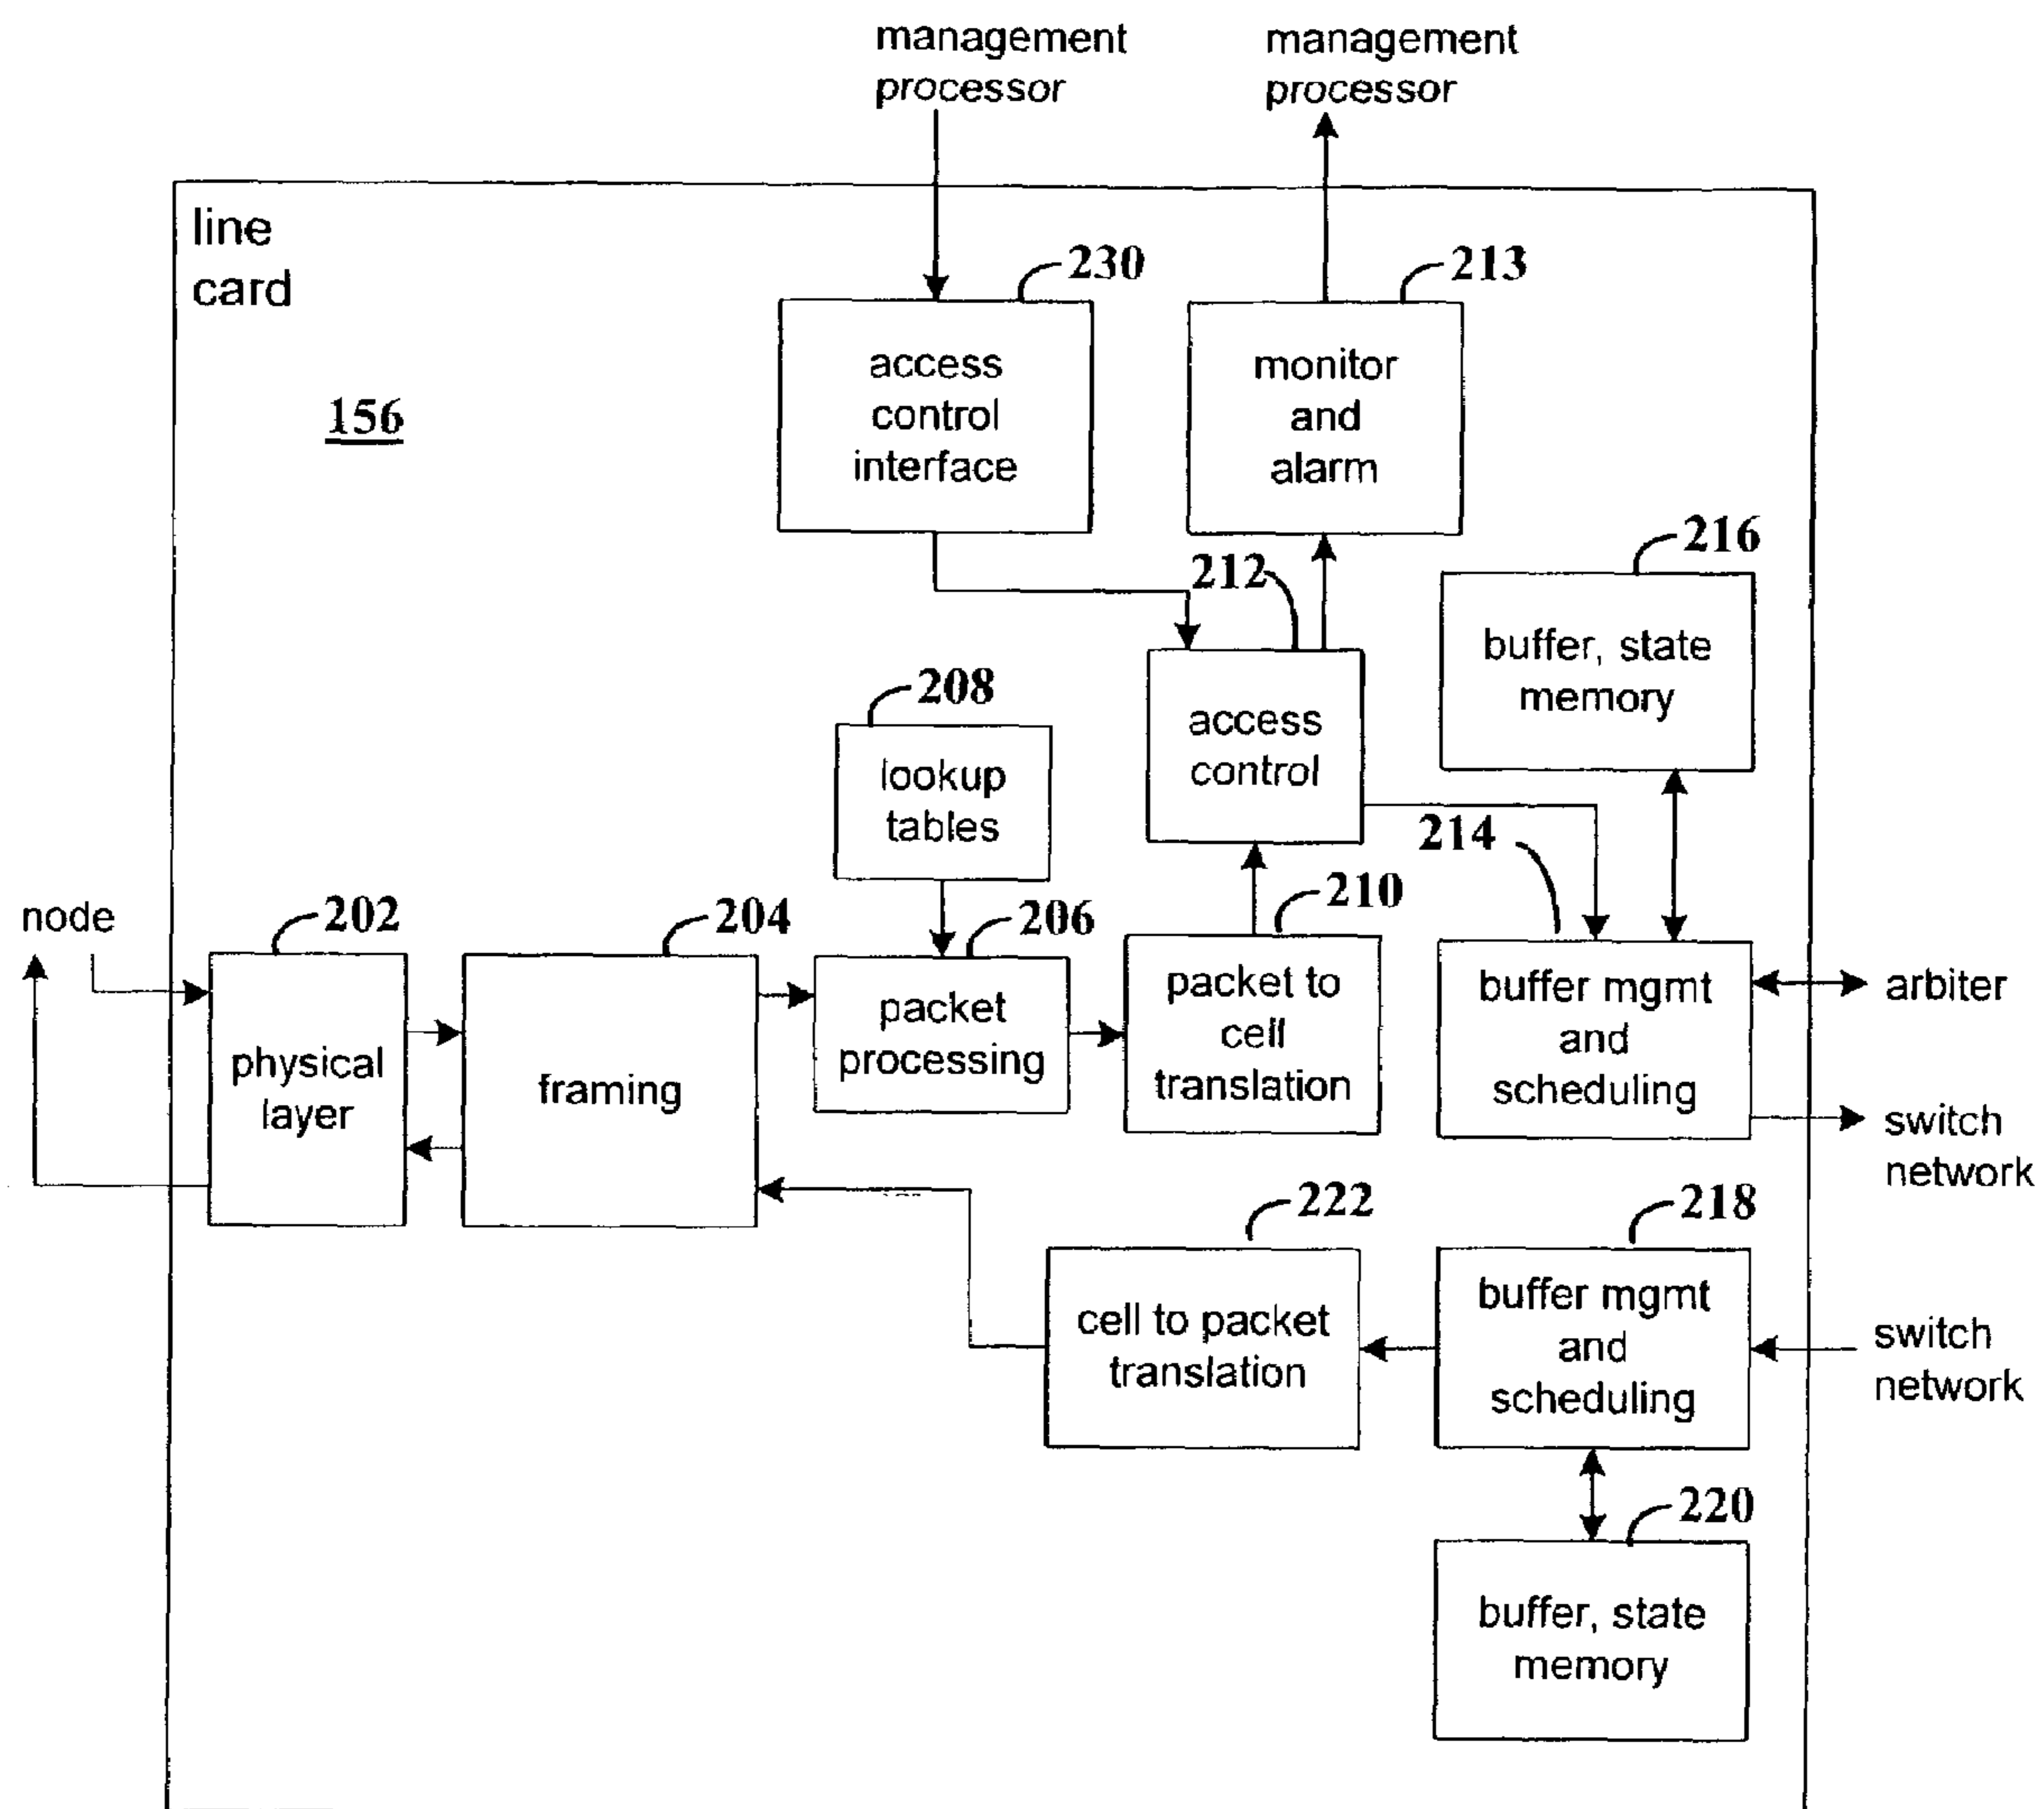 management
processor
management
processor
line
card
156
230
access
control
interface
213
monitor
and
alarm
212
216
buffer, state
memory
access
control
208
lookup
tables
214
node
202
physical
layer
204
framing
206
packet
processing
210
packet to
cell
translation
buffer mgmt
and
scheduling
arbiter
switch
network
222
cell to packet
translation
218
buffer mgmt
and
scheduling
switch
network
220
buffer, state
memory